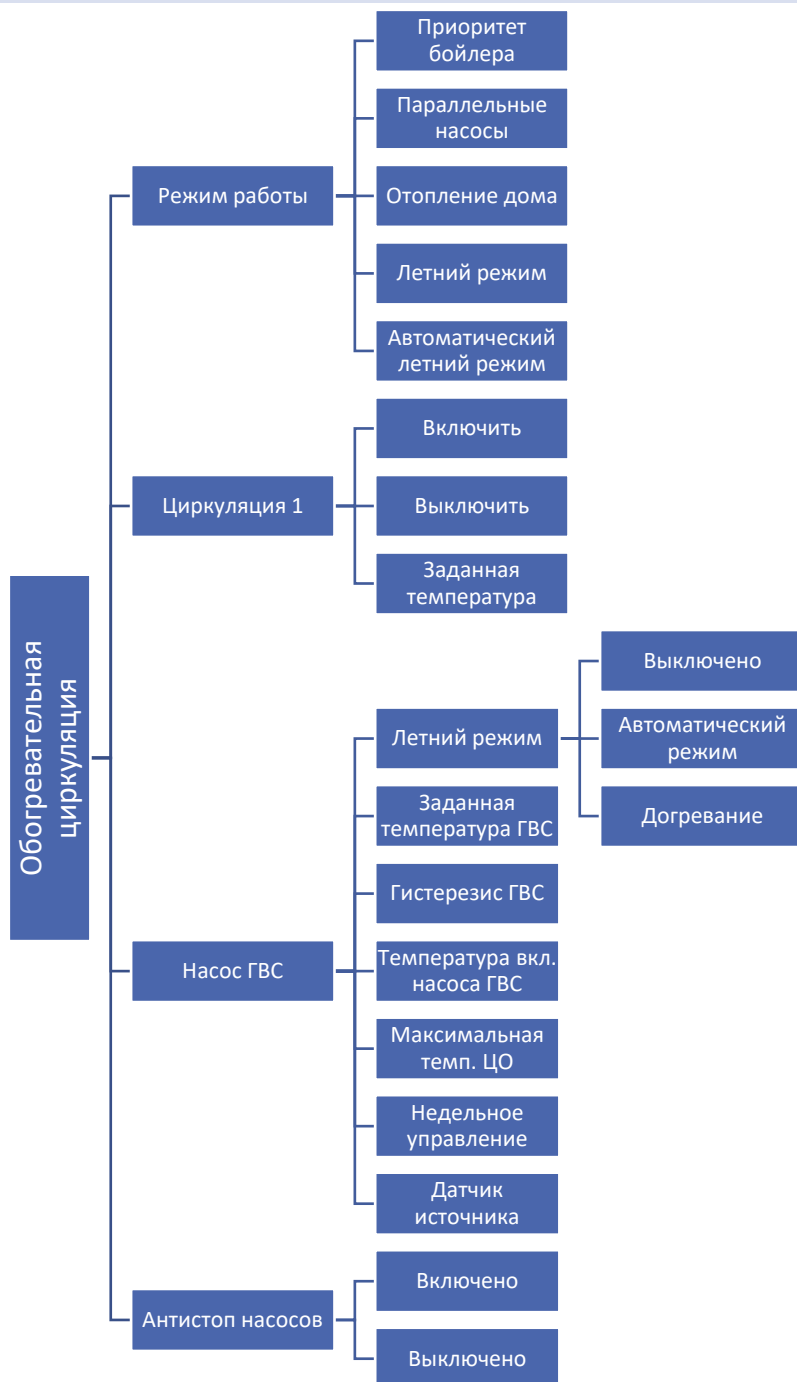 Обогревательная
циркуляция
Режим работы
Приоритет
бойлера
Параллельные
насосы
Отопление дома
Летний режим
Автоматический
летний режим
Циркуляция 1
Включить
Выключить
Заданная
температура
Насос ГВС
Летний режим
Выключено
Автоматический
режим
Догревание
Заданная
температура ГВС
Гистерезис ГВС
Температура вкл.
насоса ГВС
Максимальная
темп. ЦО
Недельное
управление
Датчик
источника
Антистоп насосов
Включено
Выключено